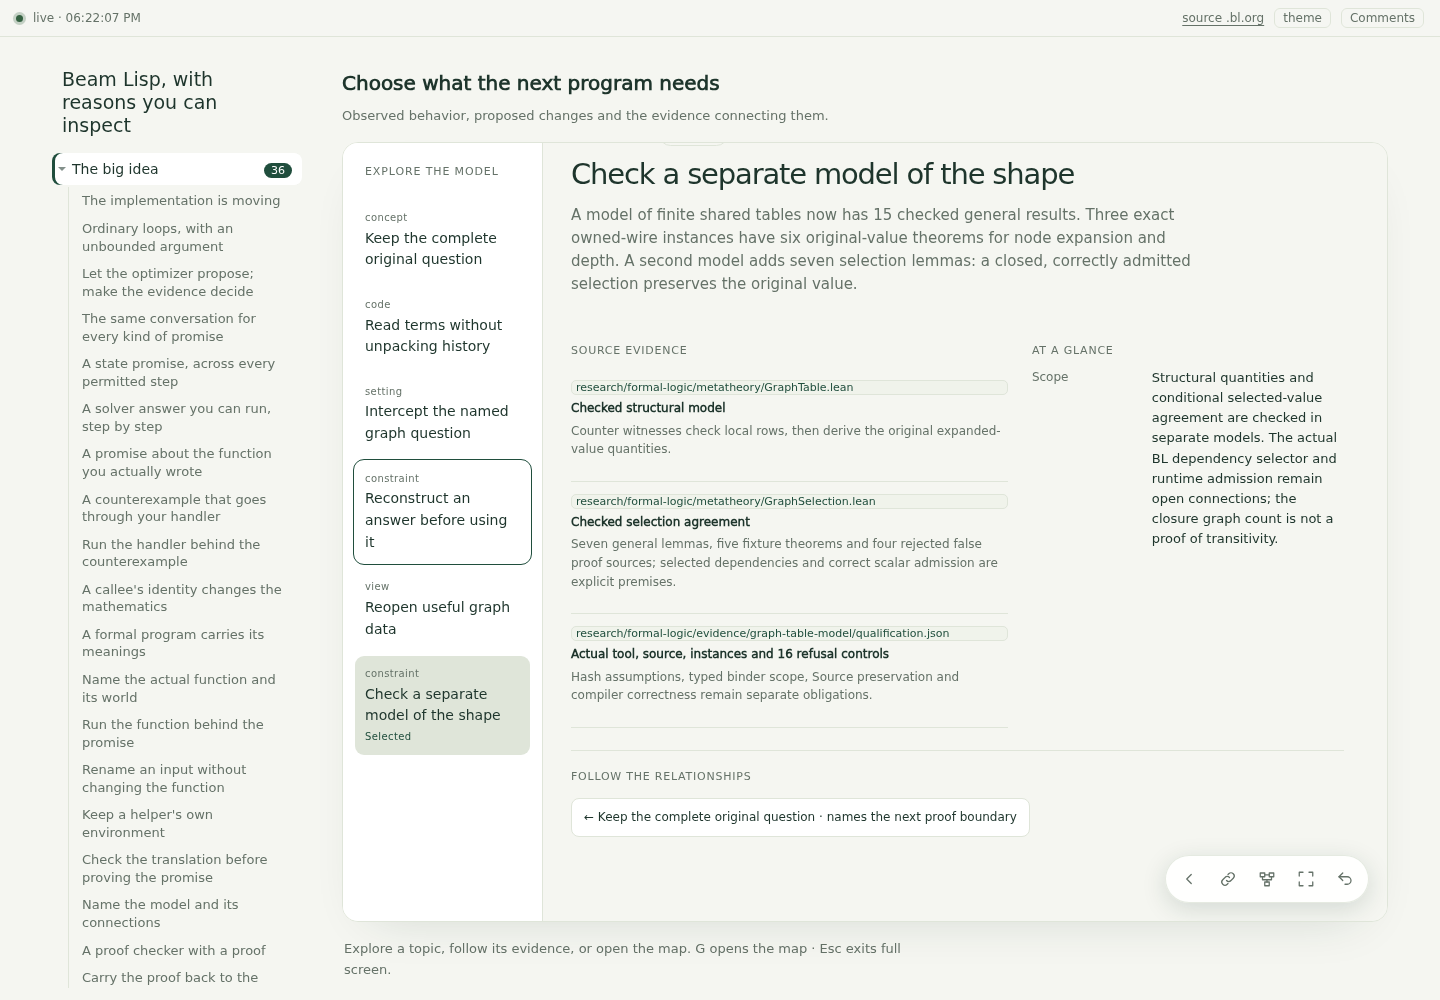 live · 06:22:07 PM
source .bl.org
theme
Comments
Beam Lisp, with
reasons you can
inspect
The big idea
36
The implementation is moving
Ordinary loops, with an
unbounded argument
Let the optimizer propose;
make the evidence decide
The same conversation for
every kind of promise
A state promise, across every
permitted step
A solver answer you can run,
step by step
A promise about the function
you actually wrote
A counterexample that goes
through your handler
Run the handler behind the
counterexample
A callee's identity changes the
mathematics
A formal program carries its
meanings
Name the actual function and
its world
Run the function behind the
promise
Rename an input without
changing the function
Keep a helper's own
environment
Check the translation before
proving the promise
Name the model and its
connections
A proof checker with a proof
Carry the proof back to the
Choose what the next program needs
Observed behavior, proposed changes and the evidence connecting them.
EXPLORE THE MODEL
concept
Keep the complete
original question
code
Read terms without
unpacking history
setting
Intercept the named
graph question
constraint
Reconstruct an
answer before using
it
view
Reopen useful graph
data
constraint
Check a separate
model of the shape
Selected
Check a separate model of the shape
A model of finite shared tables now has 15 checked general results. Three exact
owned-wire instances have six original-value theorems for node expansion and
depth. A second model adds seven selection lemmas: a closed, correctly admitted
selection preserves the original value.
SOURCE EVIDENCE
research/formal-logic/metatheory/GraphTable.lean
Checked structural model
Counter witnesses check local rows, then derive the original expanded-
value quantities.
research/formal-logic/metatheory/GraphSelection.lean
Checked selection agreement
Seven general lemmas, five fixture theorems and four rejected false
proof sources; selected dependencies and correct scalar admission are
explicit premises.
research/formal-logic/evidence/graph-table-model/qualification.json
Actual tool, source, instances and 16 refusal controls
Hash assumptions, typed binder scope, Source preservation and
compiler correctness remain separate obligations.
AT A GLANCE
Scope
Structural quantities and
conditional selected-value
agreement are checked in
separate models. The actual
BL dependency selector and
runtime admission remain
open connections; the
closure graph count is not a
proof of transitivity.
FOLLOW THE RELATIONSHIPS
← Keep the complete original question · names the next proof boundary
Explore a topic, follow its evidence, or open the map. G opens the map · Esc exits full
screen.